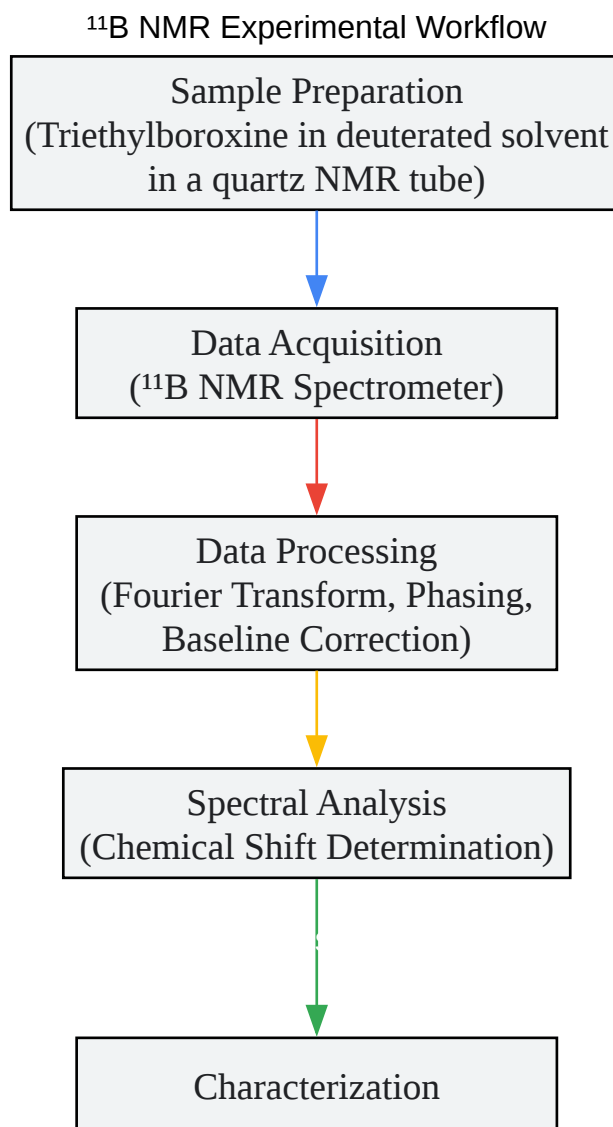 ¹¹B NMR Experimental Workflow
Sample Preparation
(Triethylboroxine in deuterated solvent
in a quartz NMR tube)
Data Acquisition
(¹¹B NMR Spectrometer)
Data Processing
(Fourier Transform, Phasing,
Baseline Correction)
Spectral Analysis
(Chemical Shift Determination)
Characterization